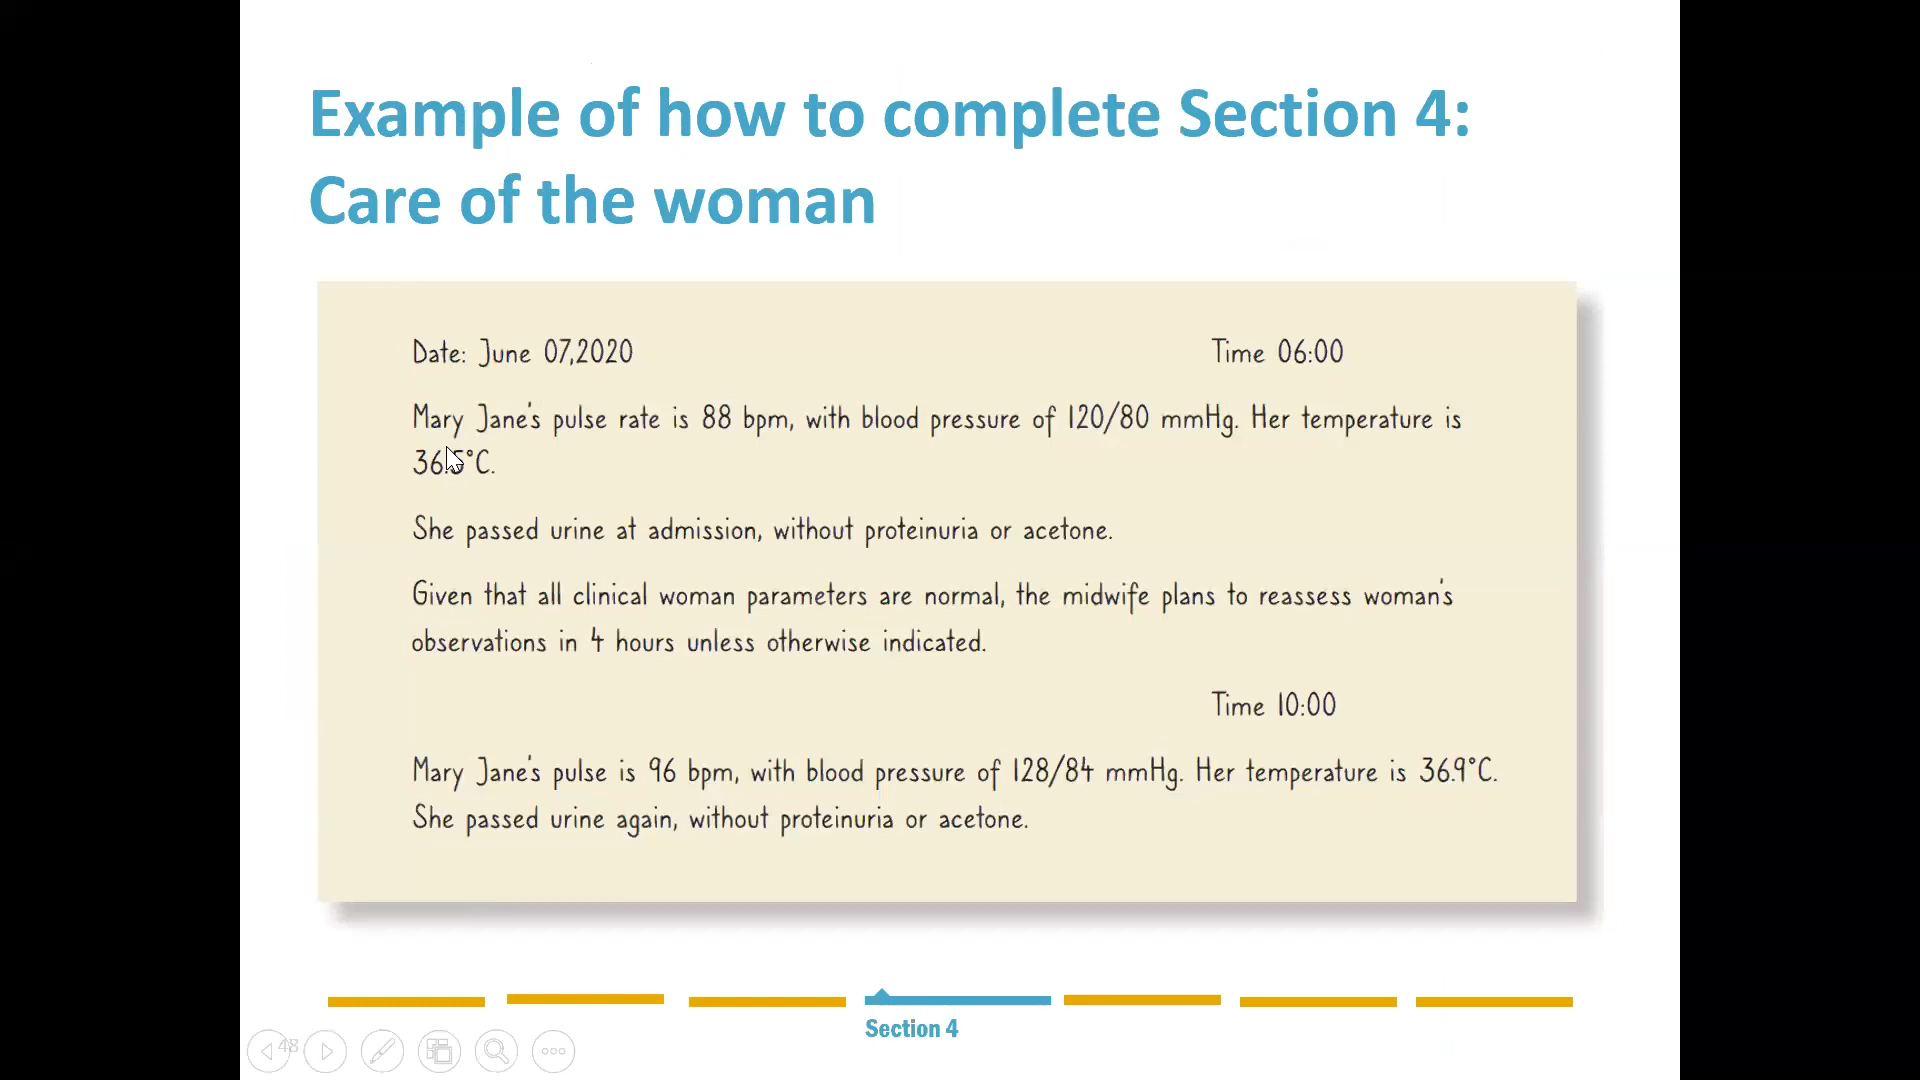 Example of how to complete Section 4:
Care of the woman
Date: June 07,2020 Time 06:00
Mary Jane's pulse rate is 88 bpm, with blood pressure of 120/80 mmHg. Her temperature is
36.5°C.
She passed urine at admission, without proteinuria or acetone.
Given that all clinical woman parameters are normal, the midwife plans to reassess woman's
observations in 4 hours unless otherwise indicated.
Time 10:00
Mary Jane's pulse is 96 bpm, with blood pressure of 128/84 mmHg. Her temperature is 36.9°C.
She passed urine again, without proteinuria or acetone.
Section 4
48